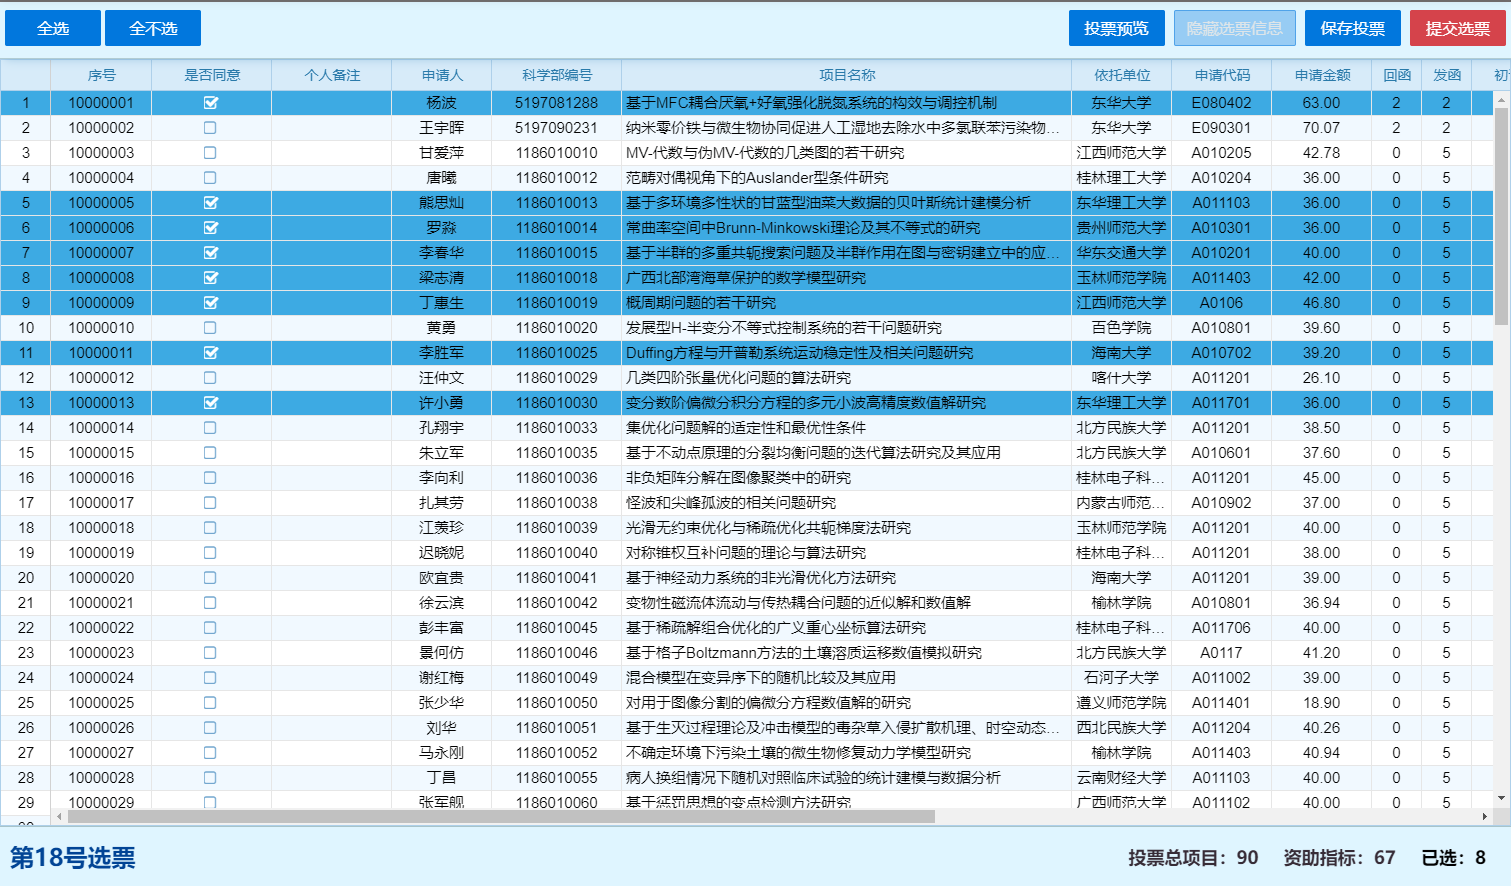 全选 全不选 投票预览 隐藏选票信息 保存投票 提交选票
序号 是否同意 个人备注 申请人 科学部编号 项目名称 依托单位 申请代码 申请金额 回函 发函 初
1 10000001 杨波 5197081288 基于MFC耦合厌氧+好氧强化脱氮系统的构效与调控机制 东华大学 E080402 63.00 2 2
2 10000002 王宇晖 5197090231 纳米零价铁与微生物协同促进人工湿地去除水中多氯联苯污染物... 东华大学 E090301 70.07 2 2
3 10000003 甘爱萍 1186010010 MV-代数与伪MV-代数的几类图的若干研究 江西师范大学 A010205 42.78 0 5
4 10000004 唐曦 1186010012 范畴对偶视角下的Auslander型条件研究 桂林理工大学 A010204 36.00 0 5
5 10000005 熊思灿 1186010013 基于多环境多性状的甘蓝型油菜大数据的贝叶斯统计建模分析 东华理工大学 A011103 36.00 0 5
6 10000006 罗淼 1186010014 常曲率空间中Brunn-Minkowski理论及其不等式的研究 贵州师范大学 A010301 36.00 0 5
7 10000007 李春华 1186010015 基于半群的多重共轭搜索问题及半群作用在图与密钥建立中的应... 华东交通大学 A010201 40.00 0 5
8 10000008 梁志清 1186010018 广西北部湾海草保护的数学模型研究 玉林师范学院 A011403 42.00 0 5
9 10000009 丁惠生 1186010019 概周期问题的若干研究 江西师范大学 A0106 46.80 0 5
10 10000010 黄勇 1186010020 发展型H-半变分不等式控制系统的若干问题研究 百色学院 A010801 39.60 0 5
11 10000011 李胜军 1186010025 Duffing方程与开普勒系统运动稳定性及相关问题研究 海南大学 A010702 39.20 0 5
12 10000012 汪仲文 1186010029 几类四阶张量优化问题的算法研究 喀什大学 A011201 26.10 0 5
13 10000013 许小勇 1186010030 变分数阶偏微分积分方程的多元小波高精度数值解研究 东华理工大学 A011701 36.00 0 5
14 10000014 孔翔宇 1186010033 集优化问题解的适定性和最优性条件 北方民族大学 A011201 38.50 0 5
15 10000015 朱立军 1186010035 基于不动点原理的分裂均衡问题的迭代算法研究及其应用 北方民族大学 A010601 37.60 0 5
16 10000016 李向利 1186010036 非负矩阵分解在图像聚类中的研究 桂林电子科... A011201 45.00 0 5
17 10000017 扎其劳 1186010038 怪波和尖峰孤波的相关问题研究 内蒙古师范... A010902 37.00 0 5
18 10000018 江羡珍 1186010039 光滑无约束优化与稀疏优化共轭梯度法研究 玉林师范学院 A011201 40.00 0 5
19 10000019 迟晓妮 1186010040 对称锥权互补问题的理论与算法研究 桂林电子科... A011201 38.00 0 5
20 10000020 欧宜贵 1186010041 基于神经动力系统的非光滑优化方法研究 海南大学 A011201 39.00 0 5
21 10000021 徐云滨 1186010042 变物性磁流体流动与传热耦合问题的近似解和数值解 榆林学院 A010801 36.94 0 5
22 10000022 彭丰富 1186010045 基于稀疏解组合优化的广义重心坐标算法研究 桂林电子科... A011706 40.00 0 5
23 10000023 景何仿 1186010046 基于格子Boltzmann方法的土壤溶质运移数值模拟研究 北方民族大学 A0117 41.20 0 5
24 10000024 谢红梅 1186010049 混合模型在变异序下的随机比较及其应用 石河子大学 A011002 39.00 0 5
25 10000025 张少华 1186010050 对用于图像分割的偏微分方程数值解的研究 遵义师范学院 A011401 18.90 0 5
26 10000026 刘华 1186010051 基于生灭过程理论及冲击模型的毒杂草入侵扩散机理、时空动态... 西北民族大学 A011204 40.26 0 5
27 10000027 马永刚 1186010052 不确定环境下污染土壤的微生物修复动力学模型研究 榆林学院 A011403 40.94 0 5
28 10000028 丁昌 1186010055 病人换组情况下随机对照临床试验的统计建模与数据分析 云南财经大学 A011103 40.00 0 5
29 10000029 张军舰 1186010060 基于惩罚思想的变点检测方法研究 广西师范大学 A011102 40.00 0 5
第18号选票 投票总项目：90 资助指标：67 已选：8